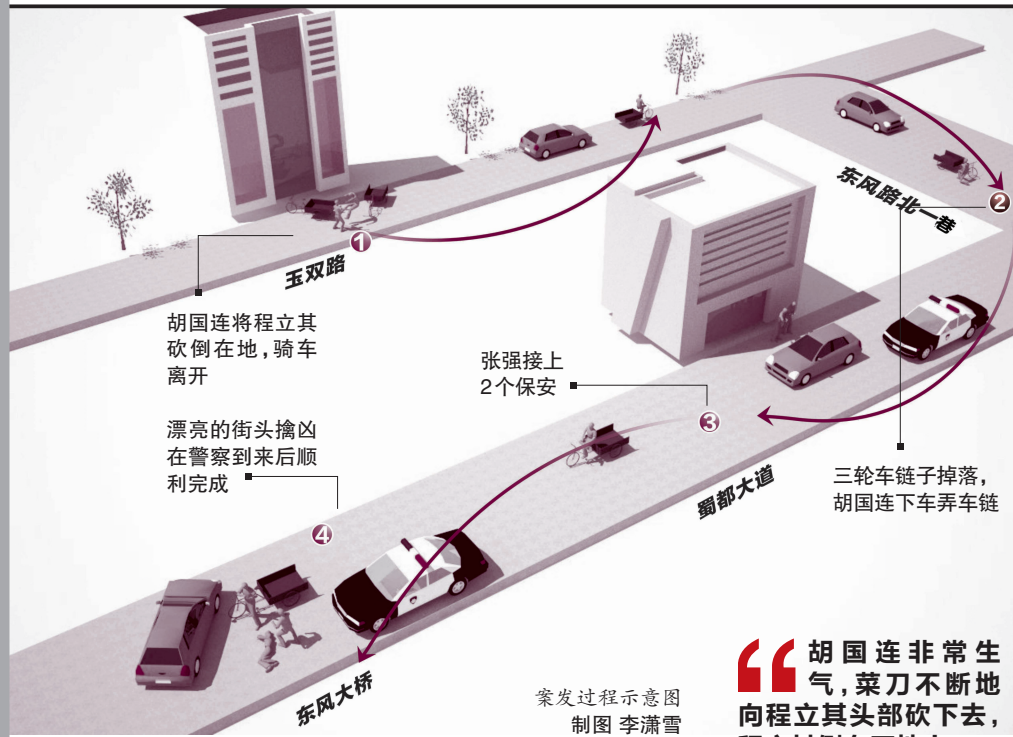 ①
玉双路
胡国连将程立其
砍倒在地，骑车
离开
东风路北一巷
②
三轮车链子掉落，
胡国连下车弄车链
张强接上
2个保安
③
蜀都大道
漂亮的街头擒凶
在警察到来后顺
利完成
④
东风大桥
案发过程示意图
制图 李潇雪
胡国连非常生
气，菜刀不断地
向程立其头部砍下去，